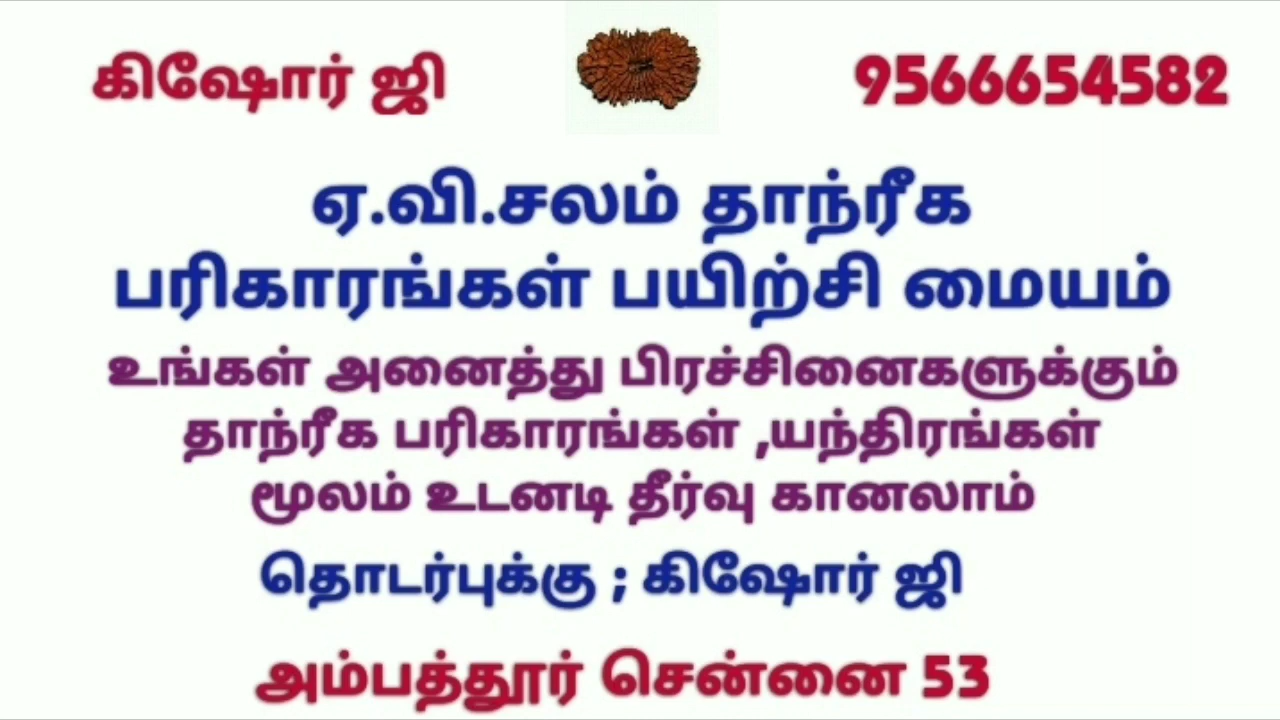 கிஷோர் ஜி
9566654582
ஏ.வி.சலம் தாந்ரீக
பரிகாரங்கள் பயிற்சி மையம்
உங்கள் அனைத்து பிரச்சினைகளுக்கும்
தாந்ரீக பரிகாரங்கள் ,யந்திரங்கள்
மூலம் உடனடி தீர்வு கானலாம்
தொடர்புக்கு ; கிஷோர் ஜி
அம்பத்தூர் சென்னை 53